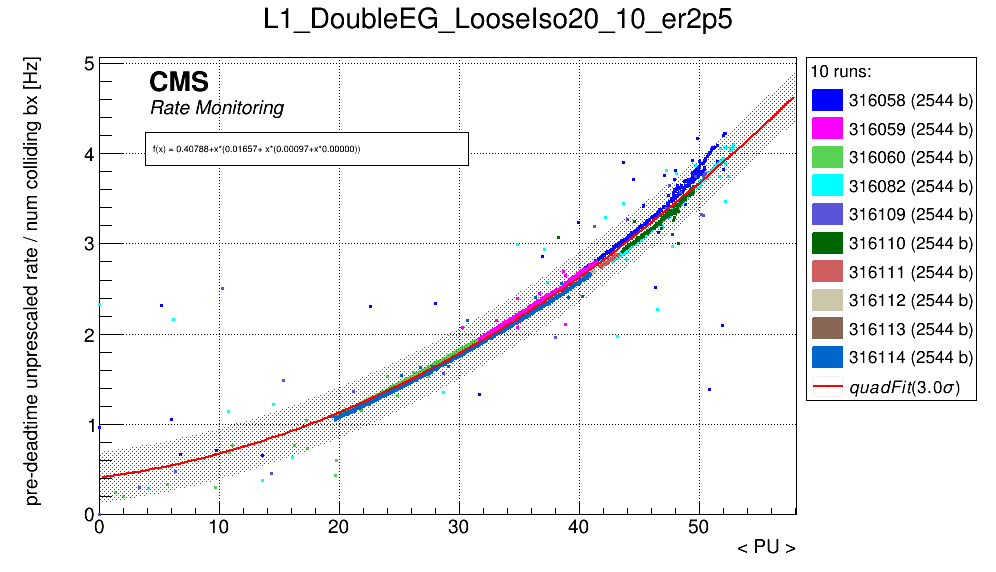 L1_DoubleEG_LooseIso20_10_er2p5
pre-deadtime unprescaled rate / num colliding bx [Hz]
5
4
3
2
1
0
CMS
Rate Monitoring
f(x) = 0.40788+x*(0.01657+ x*(0.00097+x*0.00000))
0 10 20 30 40 50
< PU >
10 runs:
316058 (2544 b)
316059 (2544 b)
316060 (2544 b)
316082 (2544 b)
316109 (2544 b)
316110 (2544 b)
316111 (2544 b)
316112 (2544 b)
316113 (2544 b)
316114 (2544 b)
quadFit(3.0σ)